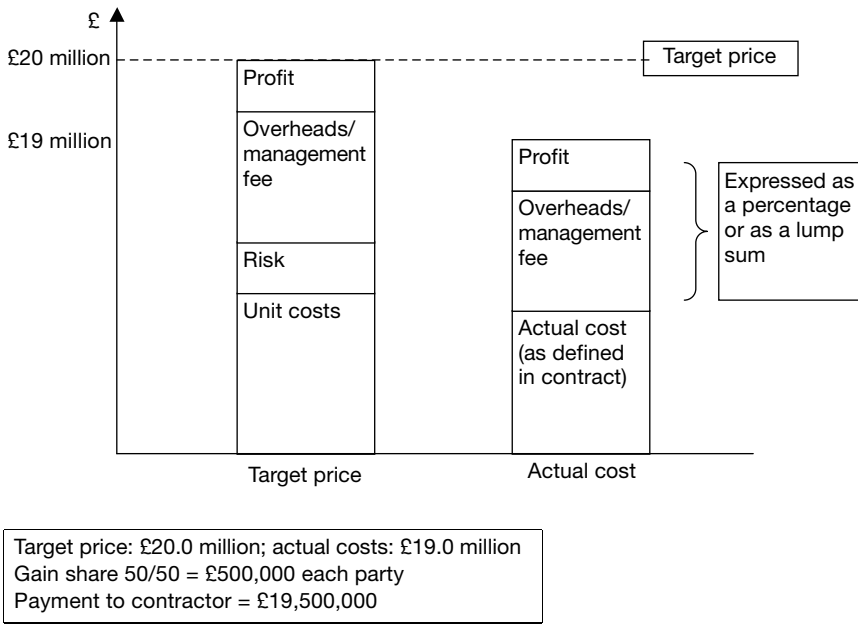 £
£20 million
Target price
Profit
Overheads/
management
fee
£19 million
Risk
Unit costs
Profit
Overheads/
management
fee
Actual cost
(as defined
in contract)
Expressed as
a percentage
or as a lump
sum
Target price
Actual cost
Target price: £20.0 million; actual costs: £19.0 million
Gain share 50/50 = £500,000 each party
Payment to contractor = £19,500,000